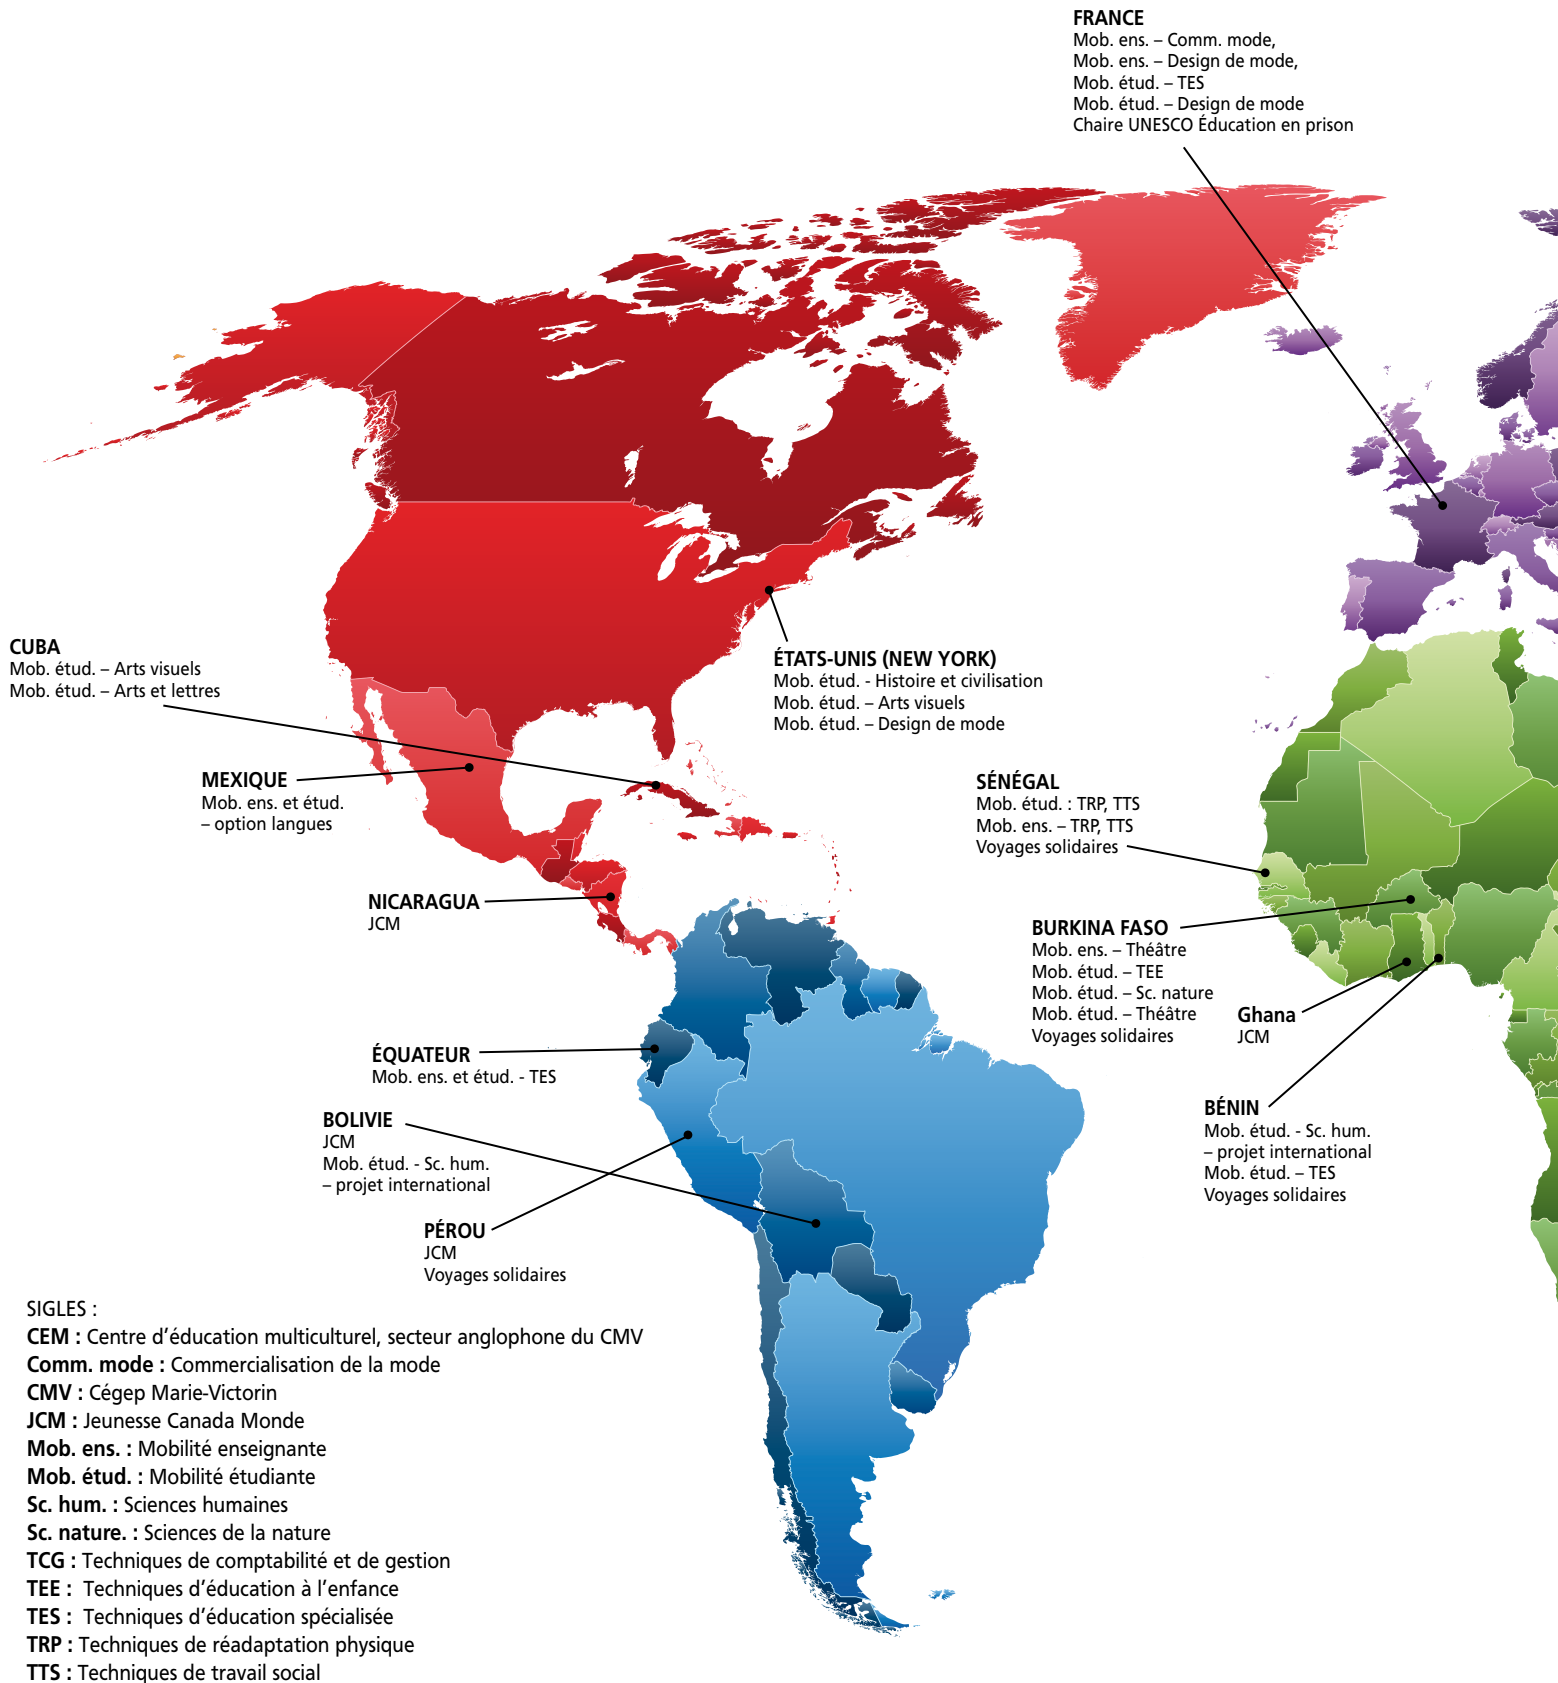 FRANCE
Mob. ens. – Comm. mode,
Mob. ens. – Design de mode,
Mob. étud. – TES
Mob. étud. – Design de mode
Chaire UNESCO Éducation en prison
CUBA
Mob. étud. – Arts visuels
Mob. étud. – Arts et lettres
ÉTATS-UNIS (NEW YORK)
Mob. étud. - Histoire et civilisation
Mob. étud. – Arts visuels
Mob. étud. – Design de mode
MEXIQUE
Mob. ens. et étud.
– option langues
SÉNÉGAL
Mob. étud. : TRP, TTS
Mob. ens. – TRP, TTS
Voyages solidaires
NICARAGUA
JCM
BURKINA FASO
Mob. ens. – Théâtre
Mob. étud. – TEE
Mob. étud. – Sc. nature
Mob. étud. – Théâtre
Voyages solidaires
Ghana
JCM
ÉQUATEUR
Mob. ens. et étud. - TES
BOLIVIE
JCM
Mob. étud. - Sc. hum.
– projet international
BÉNIN
Mob. étud. - Sc. hum.
– projet international
Mob. étud. – TES
Voyages solidaires
PÉROU
JCM
Voyages solidaires
SIGLES :
CEM : Centre d'éducation multiculturel, secteur anglophone du CMV
Comm. mode : Commercialisation de la mode
CMV : Cégep Marie-Victorin
JCM : Jeunesse Canada Monde
Mob. ens. : Mobilité enseignante
Mob. étud. : Mobilité étudiante
Sc. hum. : Sciences humaines
Sc. nature. : Sciences de la nature
TCG : Techniques de comptabilité et de gestion
TEE : Techniques d'éducation à l'enfance
TES : Techniques d'éducation spécialisée
TRP : Techniques de réadaptation physique
TTS : Techniques de travail social